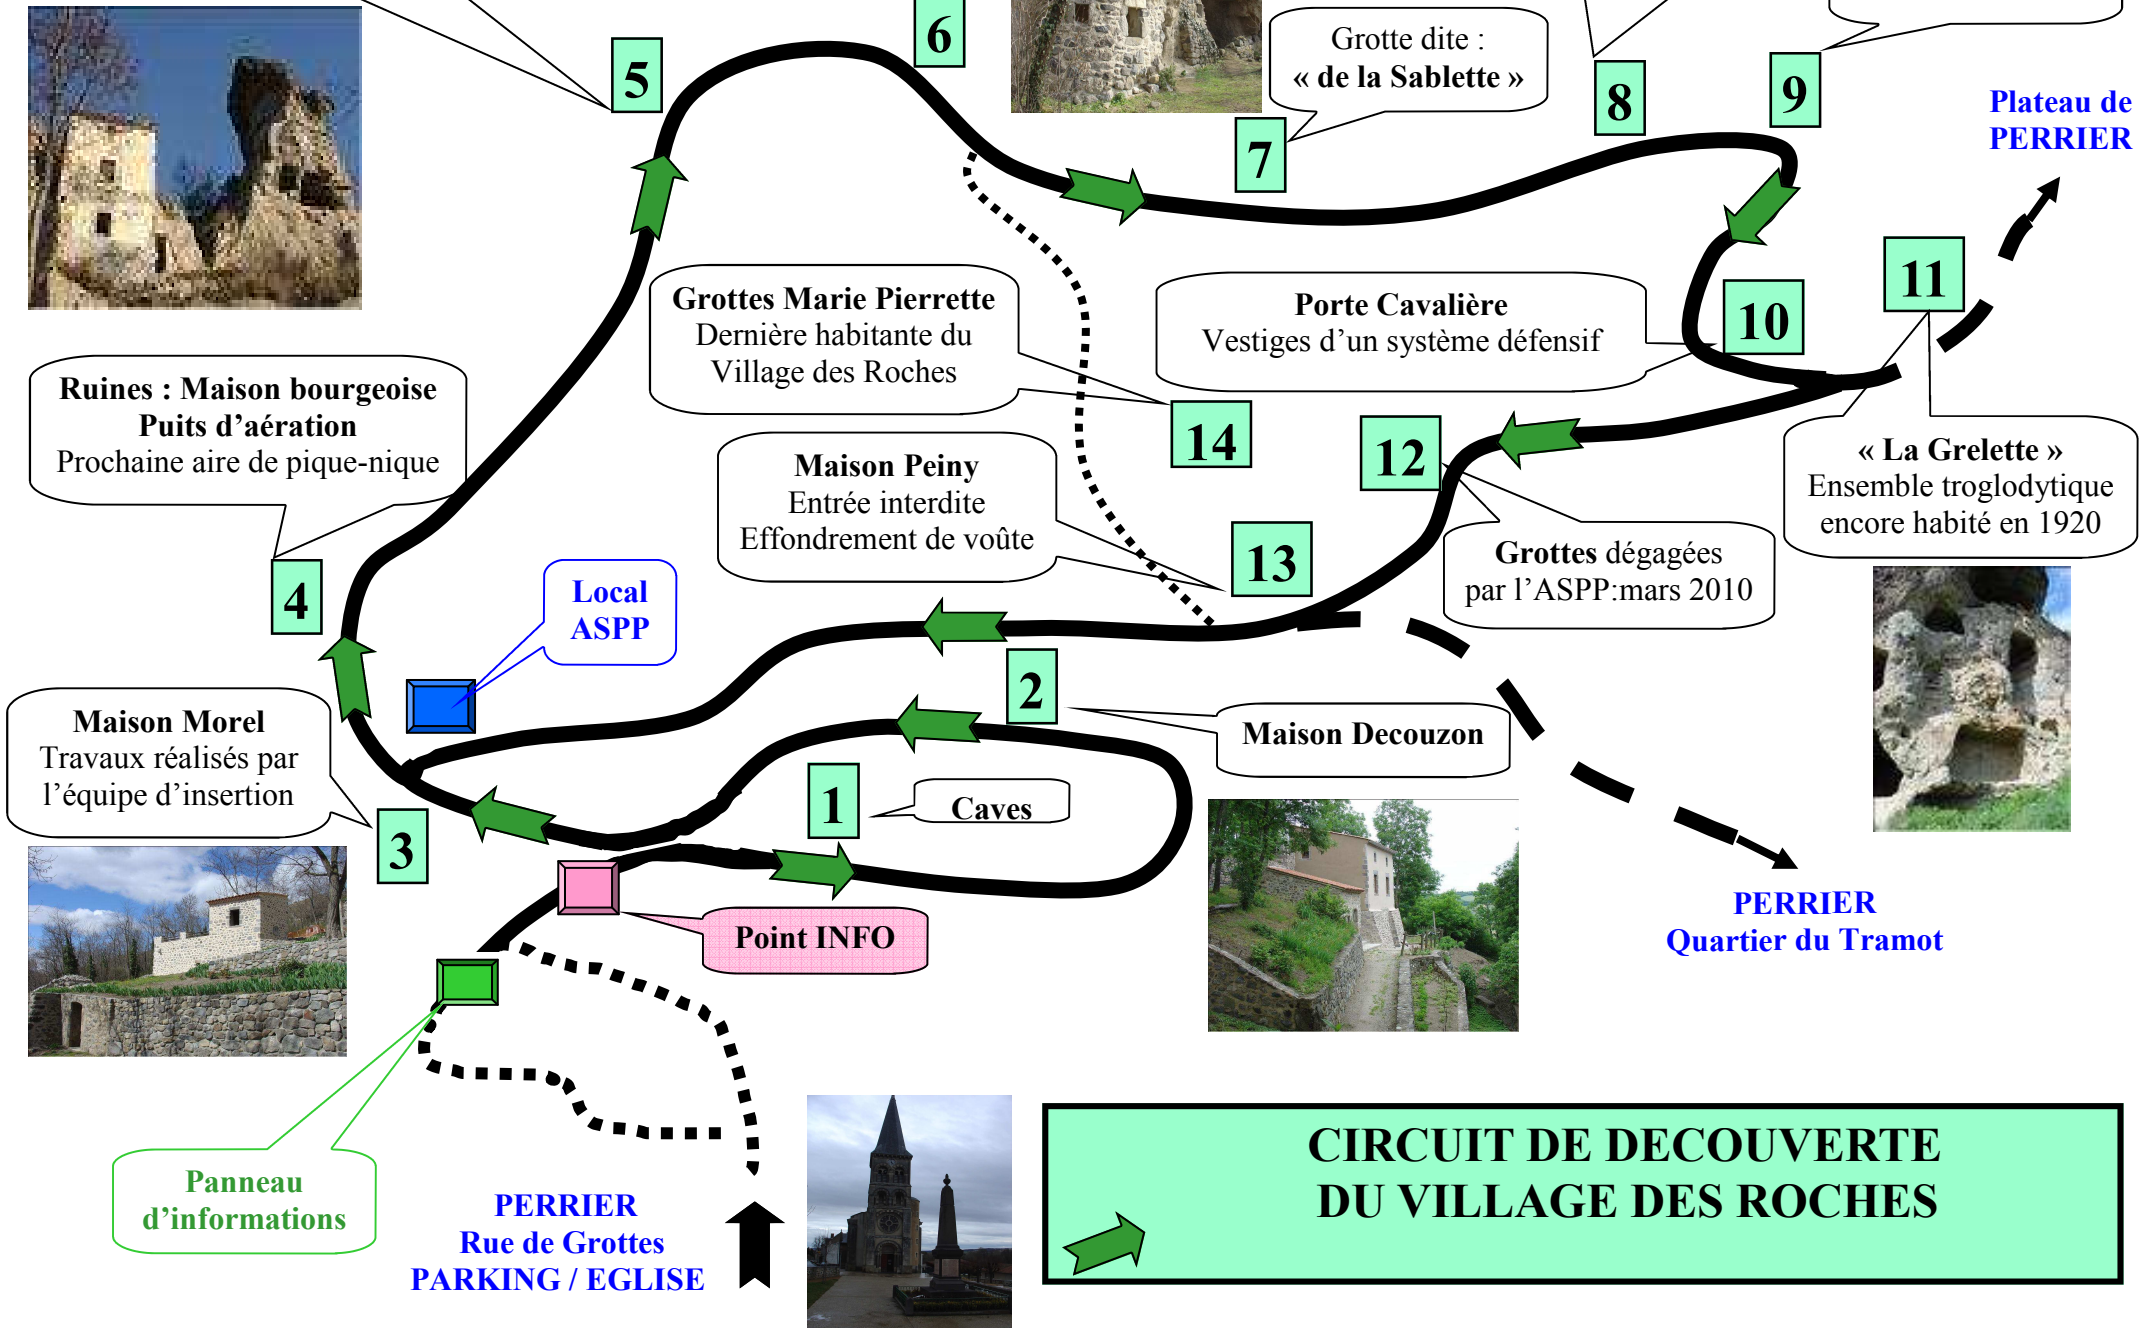 6
Grotte dite :
« de la Sablette »
5
8
9
Plateau de
PERRIER
7
11
Grottes Marie Pierrette
Dernière habitante du
Village des Roches
Porte Cavalière
Vestiges d’un système défensif
10
Ruines : Maison bourgeoise
Puits d’aération
Prochaine aire de pique-nique
14
12
« La Grelette »
Ensemble troglodytique
encore habité en 1920
Maison Peiny
Entrée interdite
Effondrement de voûte
13
Grottes dégagées
par l’ASPP:mars 2010
4
Local
ASPP
2
Maison Decouzon
Maison Morel
Travaux réalisés par
l’équipe d’insertion
1
Caves
3
Point INFO
PERRIER
Quartier du Tramot
Panneau
d’informations
PERRIER
Rue de Grottes
PARKING / EGLISE
CIRCUIT DE DECOUVERTE
DU VILLAGE DES ROCHES